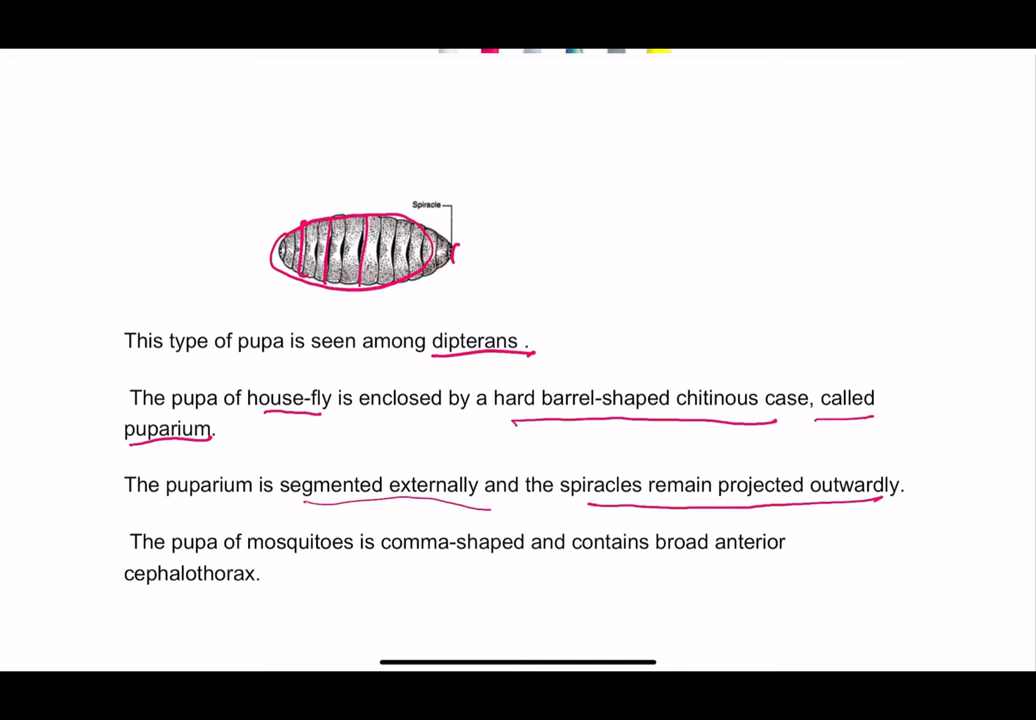 Spiracle
This type of pupa is seen among dipterans .
The pupa of house-fly is enclosed by a hard barrel-shaped chitinous case, called
puparium.
The puparium is segmented externally and the spiracles remain projected outwardly.
The pupa of mosquitoes is comma-shaped and contains broad anterior
cephalothorax.